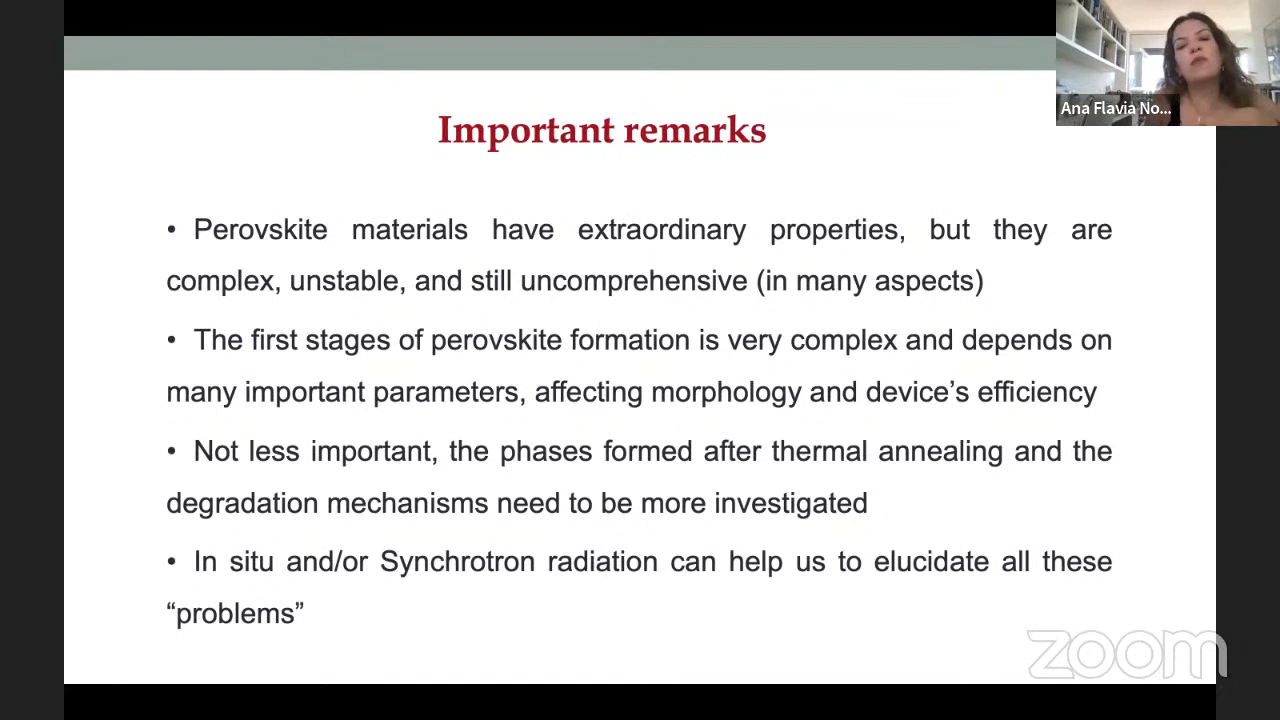 Ana Flavia No...
Important remarks
• Perovskite materials have extraordinary properties, but they are
complex, unstable, and still uncomprehensive (in many aspects)
• The first stages of perovskite formation is very complex and depends on
many important parameters, affecting morphology and device’s efficiency
• Not less important, the phases formed after thermal annealing and the
degradation mechanisms need to be more investigated
• In situ and/or Synchrotron radiation can help us to elucidate all these
“problems”
zoom